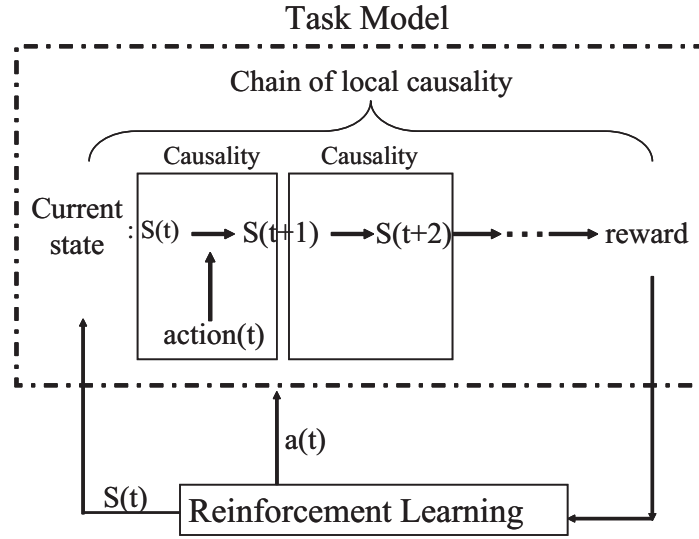 Task Model
Chain of local causality
Causality Causality
Current
state : S(t) S(t+1) S(t+2) reward
action(t)
a(t)
S(t)
Reinforcement Learning